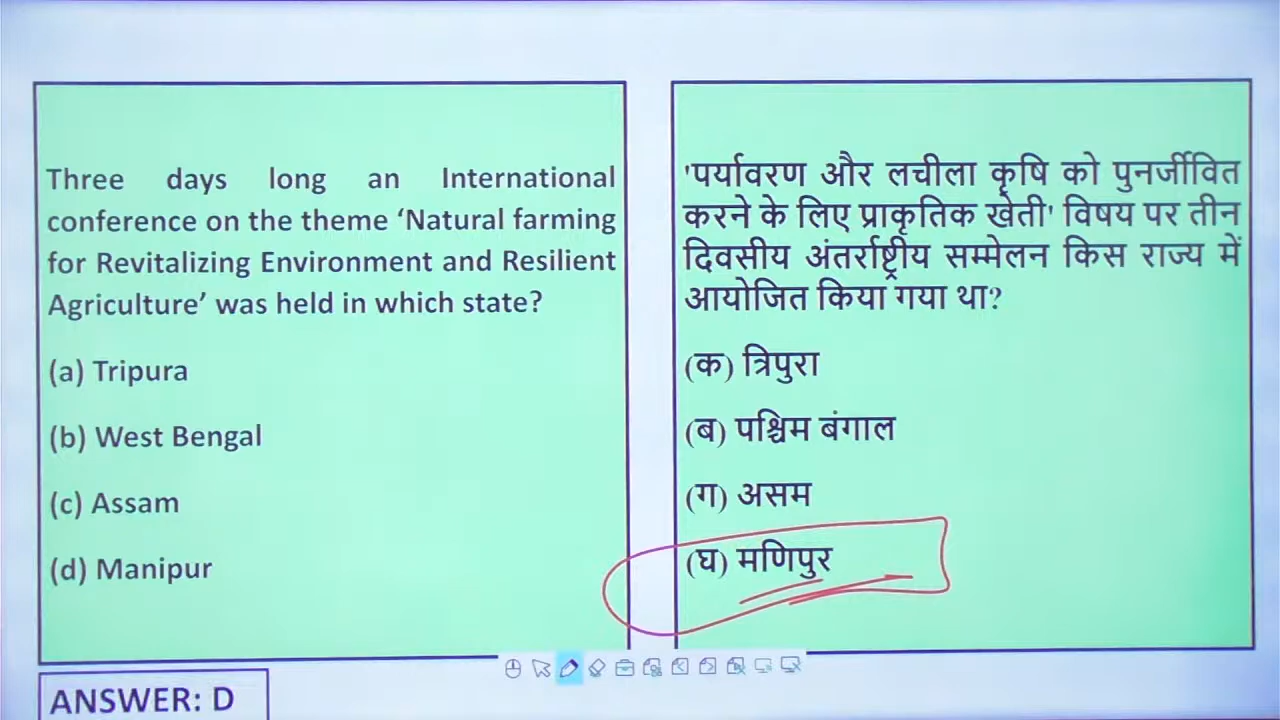 Three days long an International
conference on the theme ‘Natural farming
for Revitalizing Environment and Resilient
Agriculture’ was held in which state?
(a) Tripura
(b) West Bengal
(c) Assam
(d) Manipur
'पर्यावरण और लचीला कृषि को पुनर्जीवित
करने के लिए प्राकृतिक खेती' विषय पर तीन
दिवसीय अंतर्राष्ट्रीय सम्मेलन किस राज्य में
आयोजित किया गया था?
(क) त्रिपुरा
(ब) पश्चिम बंगाल
(ग) असम
(घ) मणिपुर
ANSWER: D